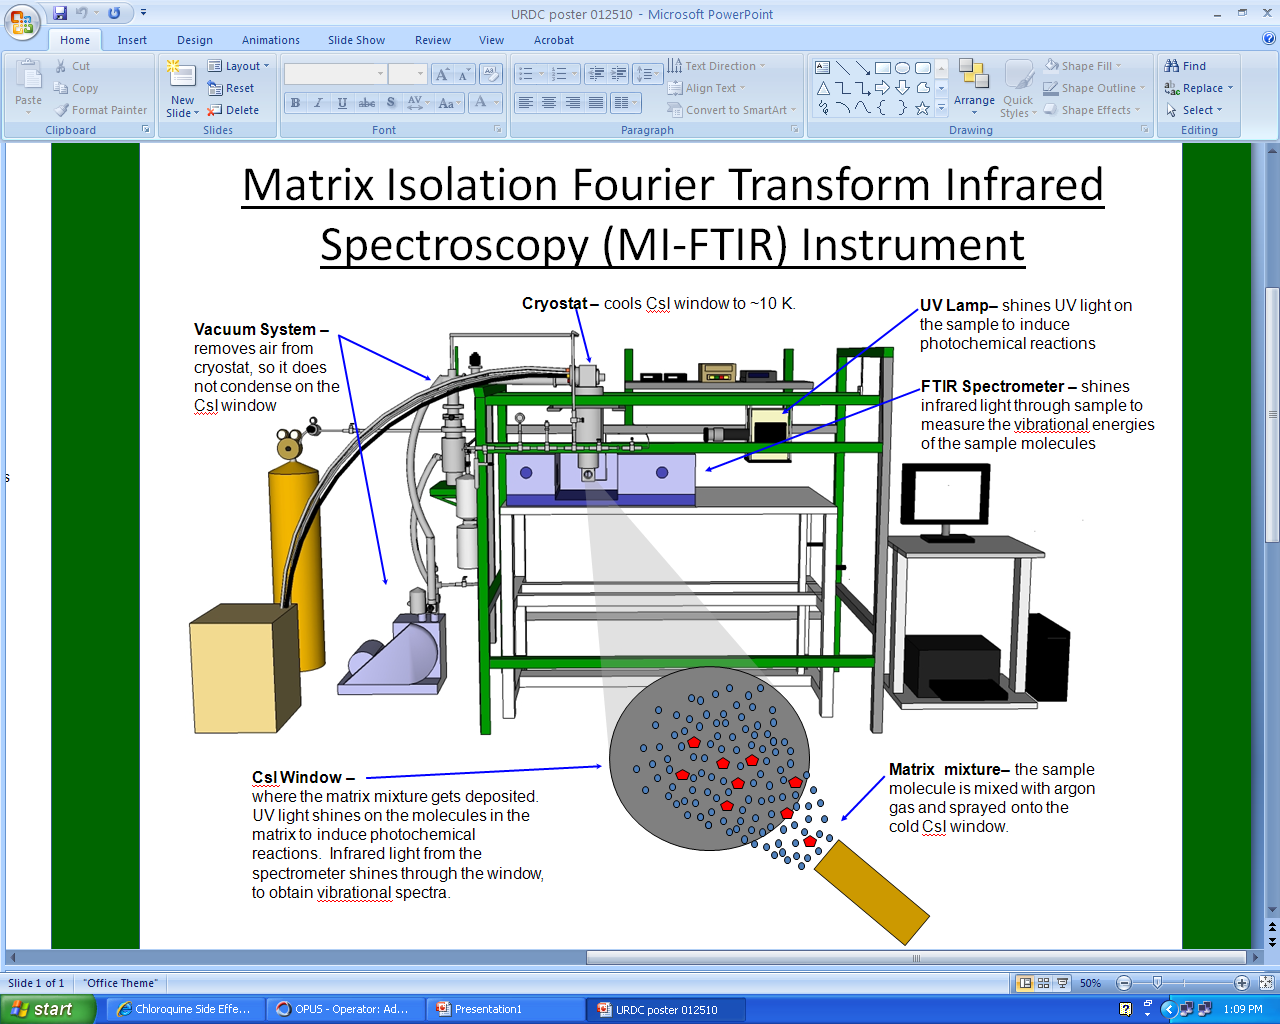 URDC poster 012510 - Microsoft PowerPoint
Home Insert Design Animations Slide Show Review View Acrobat
Paste
Cut
Copy
Format Painter
Clipboard
New
Slide
Layout
Reset
Delete
Slides
B I U abc S AV Aa A
Font
Text Direction
Align Text
Convert to SmartArt
Paragraph
Arrange
Quick
Styles
Shape Fill
Shape Outline
Shape Effects
Drawing
Find
Replace
Select
Editing
Matrix Isolation Fourier Transform Infrared
Spectroscopy (MI-FTIR) Instrument
Cryostat – cools CsI window to ~10 K.
Vacuum System –
removes air from
cryostat, so it does
not condense on the
CsI window
UV Lamp– shines UV light on
the sample to induce
photochemical reactions
FTIR Spectrometer – shines
infrared light through sample to
measure the vibrational energies
of the sample molecules
s
CsI Window –
where the matrix mixture gets deposited.
UV light shines on the molecules in the
matrix to induce photochemical
reactions. Infrared light from the
spectrometer shines through the window,
to obtain vibrational spectra.
Matrix mixture– the sample
molecule is mixed with argon
gas and sprayed onto the
cold CsI window.
Slide 1 of 1 "Office Theme" 50%
start Chloroquine Side Effe... OPUS - Operator: Ad... Presentation1 URDC poster 012510 1:09 PM